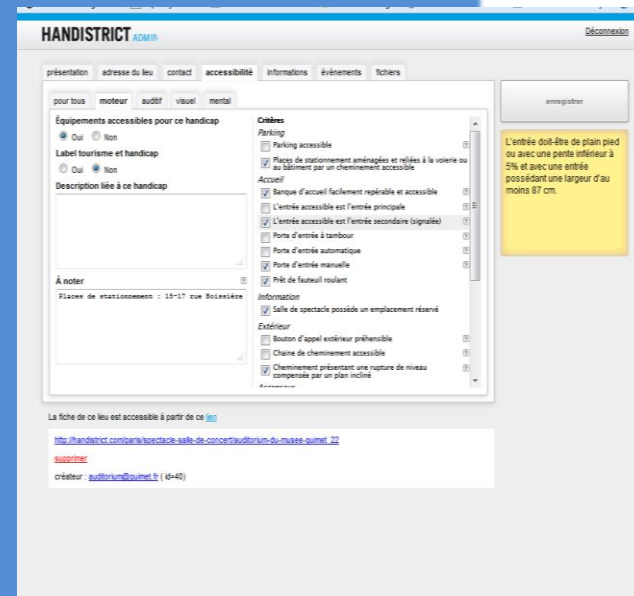 HANDISTRICT ADMIN
Déconnexion
présentation adresse du lieu contact accessibilité informations évènements fichiers
pour tous moteur auditif visuel mental
enregistrer
Équipements accessibles pour ce handicap
Oui Non
Label tourisme et handicap
Oui Non
Description liée à ce handicap
À noter
Places de stationnement : 15-17 rue Boissière
Critères
Parking
Parking accessible
Places de stationnement aménagées et reliées à la voierie ou
au bâtiment par un cheminement accessible
Accueil
Banque d'accueil facilement repérable et accessible
L'entrée accessible est l'entrée principale
L'entrée accessible est l'entrée secondaire (signalée)
Porte d'entrée à tambour
Porte d'entrée automatique
Porte d'entrée manuelle
Prêt de fauteuil roulant
Information
Salle de spectacle possède un emplacement réservé
Extérieur
Bouton d'appel extérieur préhensible
Chaine de cheminement accessible
Cheminement présentant une rupture de niveau
compensée par un plan incliné
L'entrée doit-être de plain pied
ou avec une pente inférieur à
5% et avec une entrée
possédant une largeur d'au
moins 87 cm.
La fiche de ce lieu est accessible à partir de ce lien
http://handistrict.com/paris/spectacle-salle-de-concert/auditorium-du-musee-guimet_22
supprimer
créateur : auditorium@guimet.fr ( id=40)